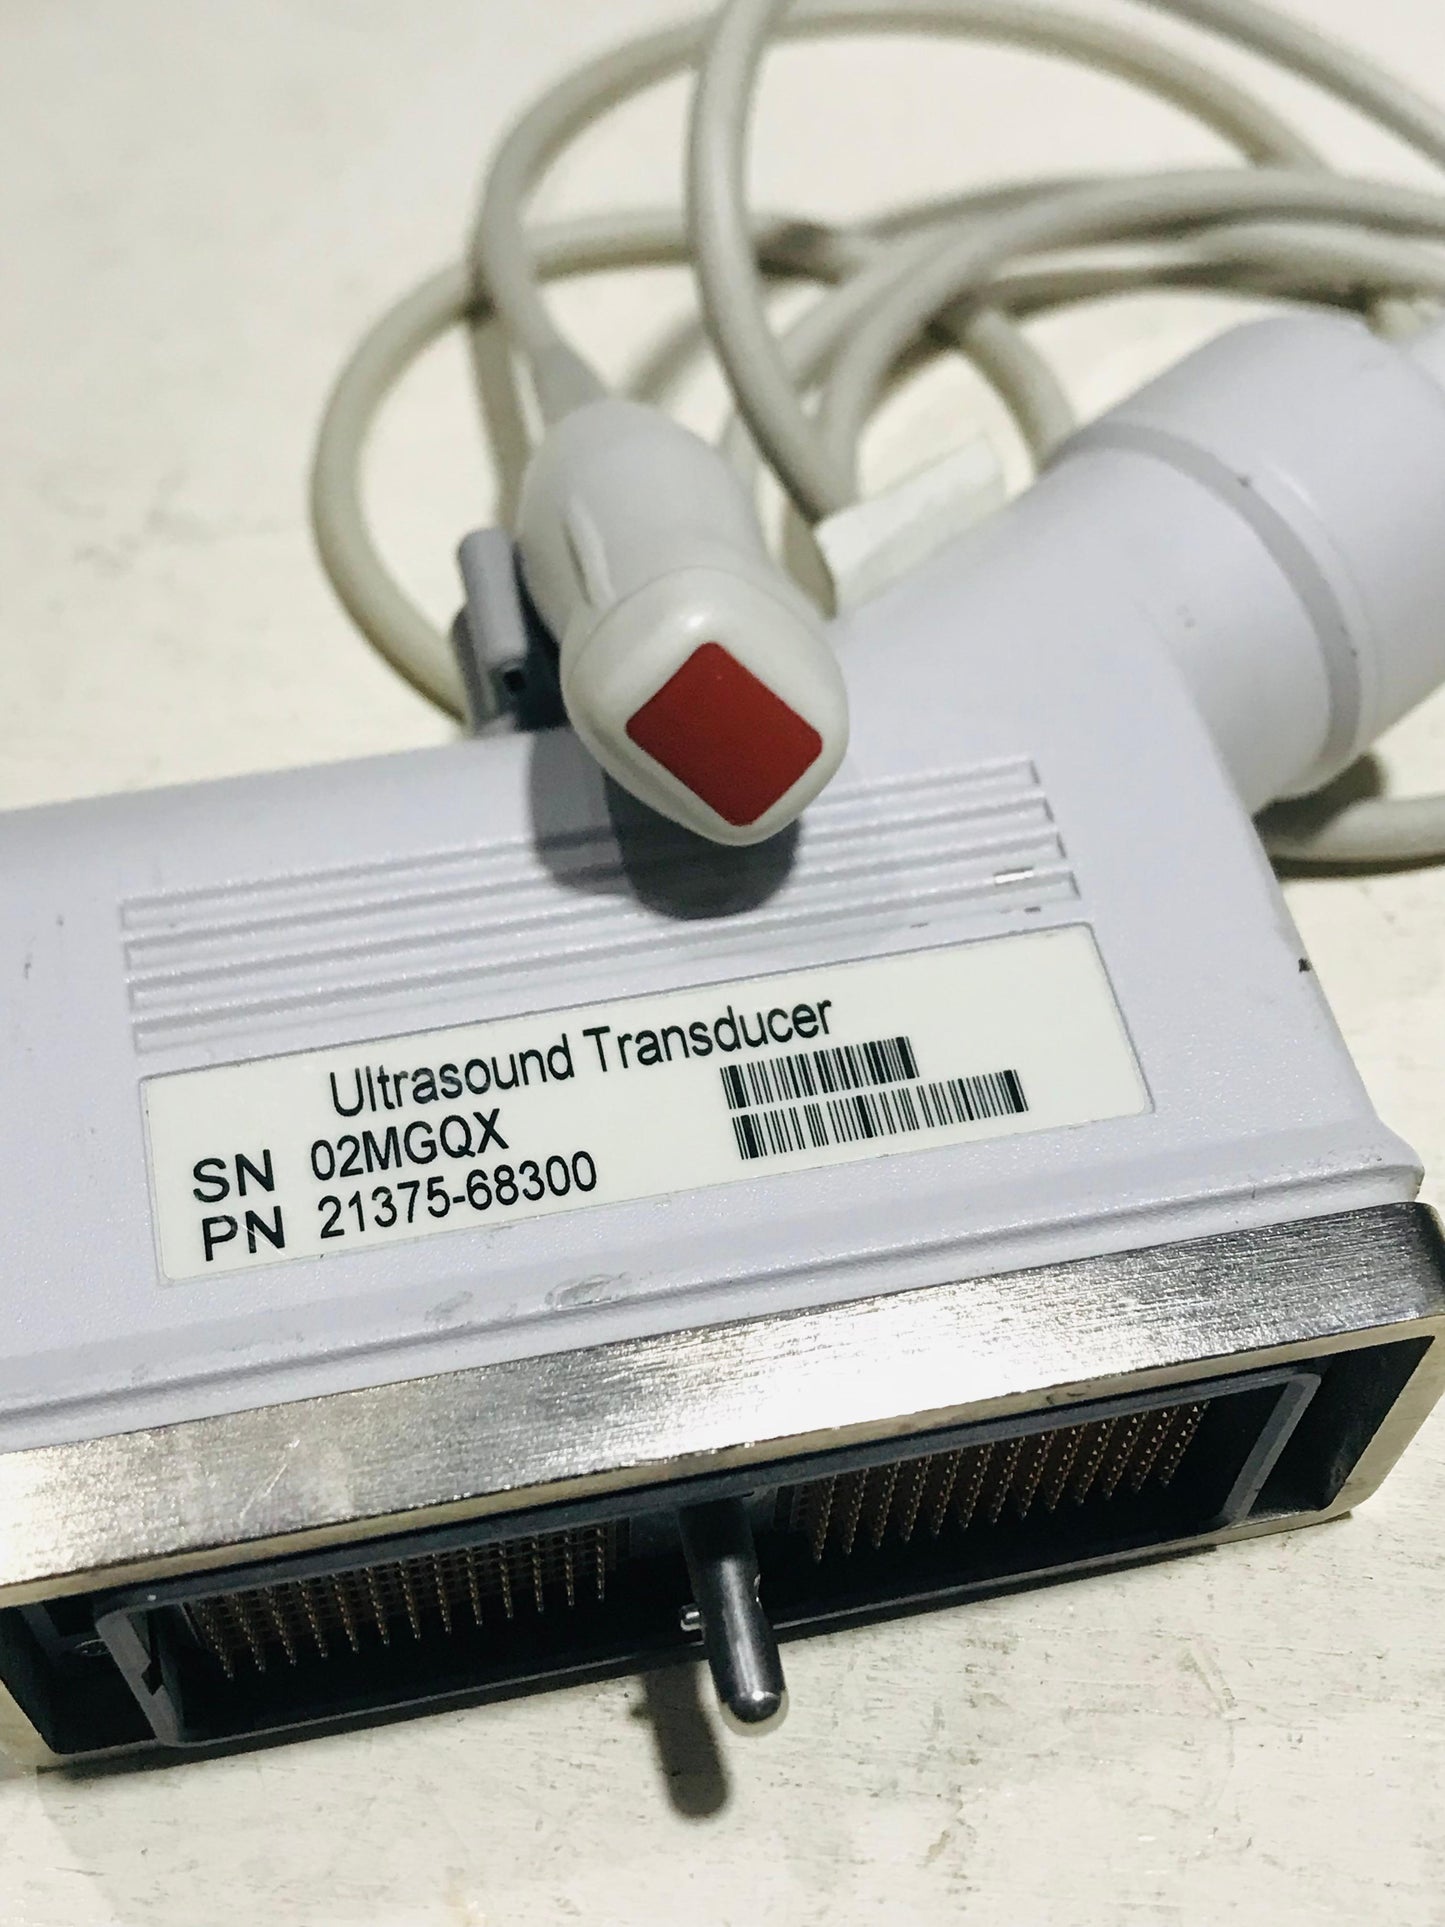 Ultrasound Transducer
SN 02MGQX
PN 21375-68300